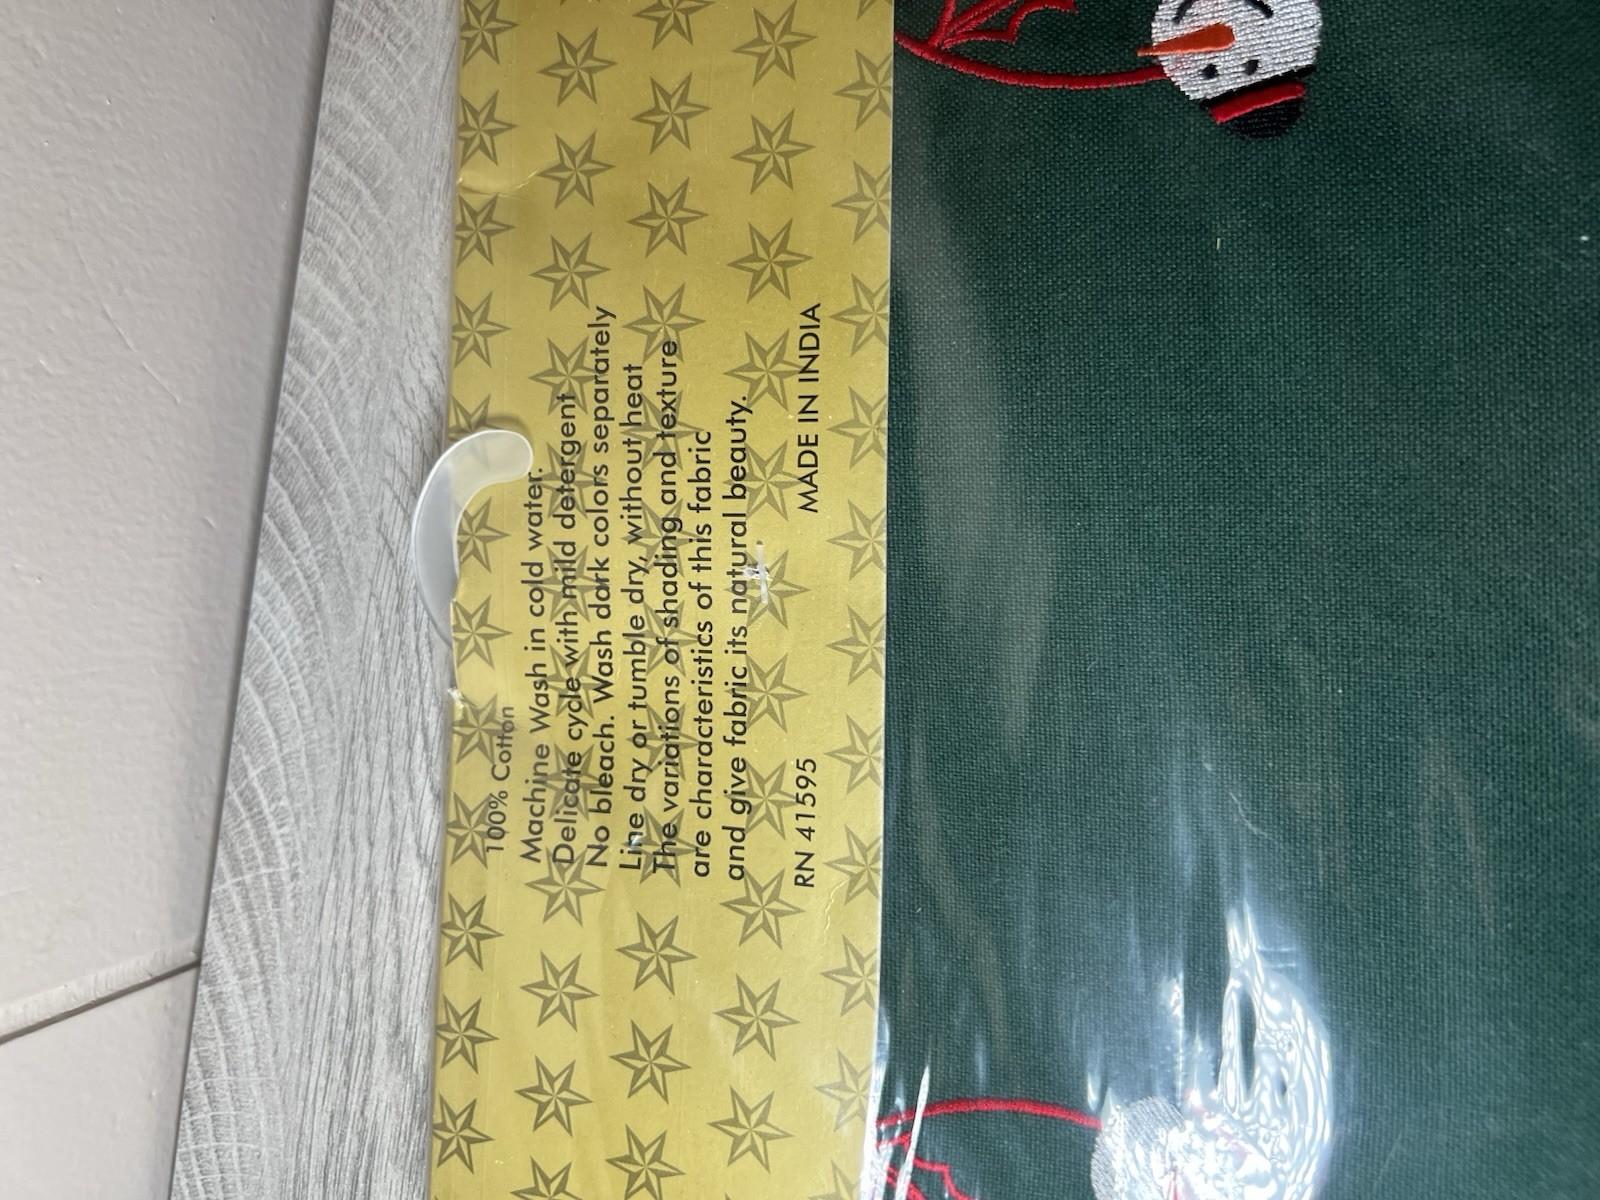 100% Cotton
Machine Wash in cold water.
Delicate cycle with mild detergent
No bleach. Wash dark colors separately
Line dry or tumble dry, without heat
The variations of shading and texture
are characteristics of this fabric
and give fabric its natural beauty.
RN 41595 MADE IN INDIA